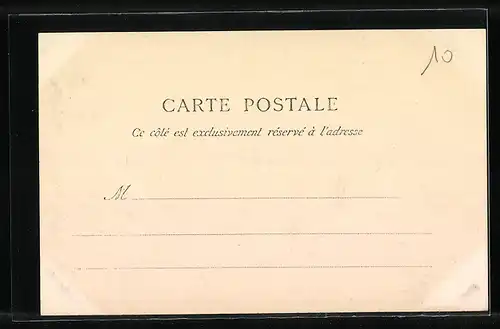 10
CARTE POSTALE
Ce côté est exclusivement réservé à l'adresse
M